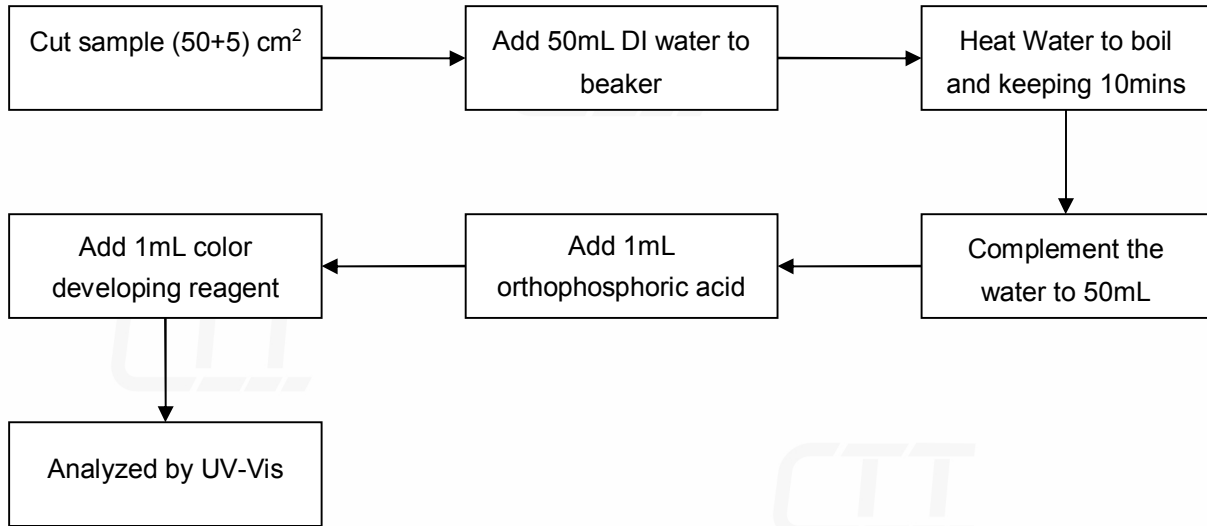 Cut sample (50+5) cm²
Add 50mL DI water to
beaker
Heat Water to boil
and keeping 10mins
Complement the
water to 50mL
Add 1mL
orthophosphoric acid
Add 1mL color
developing reagent
Analyzed by UV-Vis
CTT